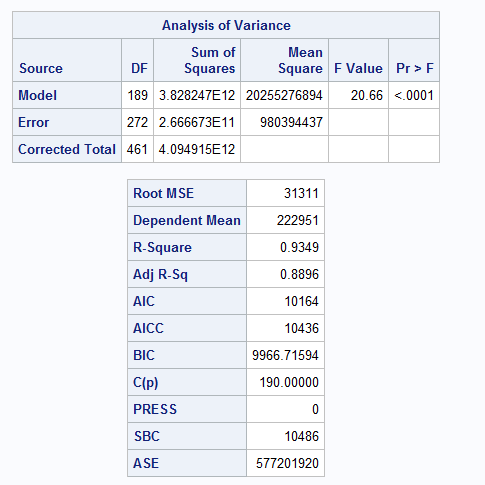 Analysis of Variance
Source DF Sum of Squares Mean Square F Value Pr > F
Model 189 3.828247E12 20255276894 20.66 <.0001
Error 272 2.666673E11 980394437
Corrected Total 461 4.094915E12
Root MSE 31311
Dependent Mean 222951
R-Square 0.9349
Adj R-Sq 0.8896
AIC 10164
AICC 10436
BIC 9966.71594
C(p) 190.00000
PRESS 0
SBC 10486
ASE 577201920